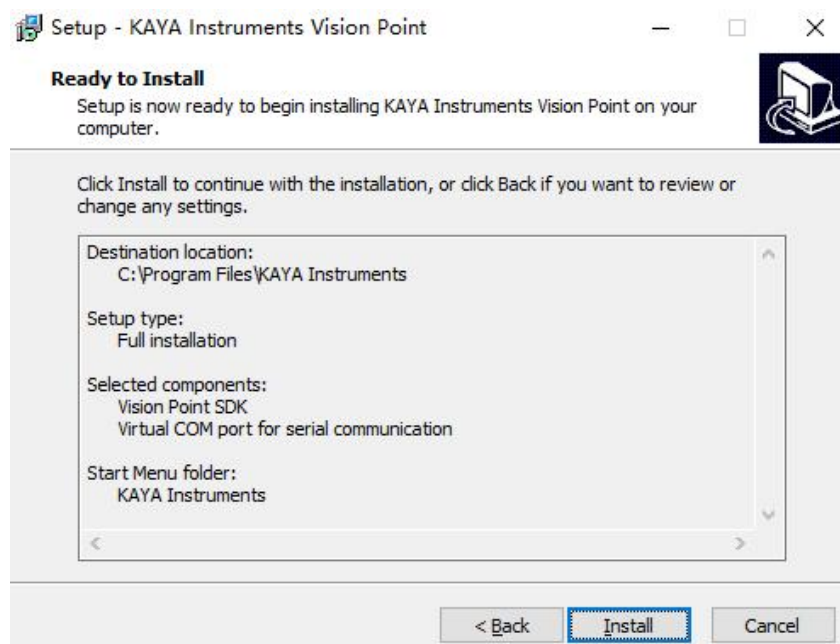 Setup - KAYA Instruments Vision Point
Ready to Install
Setup is now ready to begin installing KAYA Instruments Vision Point on your
computer.
Click Install to continue with the installation, or click Back if you want to review or
change any settings.
Destination location:
C:\Program Files\KAYA Instruments
Setup type:
Full installation
Selected components:
Vision Point SDK
Virtual COM port for serial communication
Start Menu folder:
KAYA Instruments
< Back
Install
Cancel